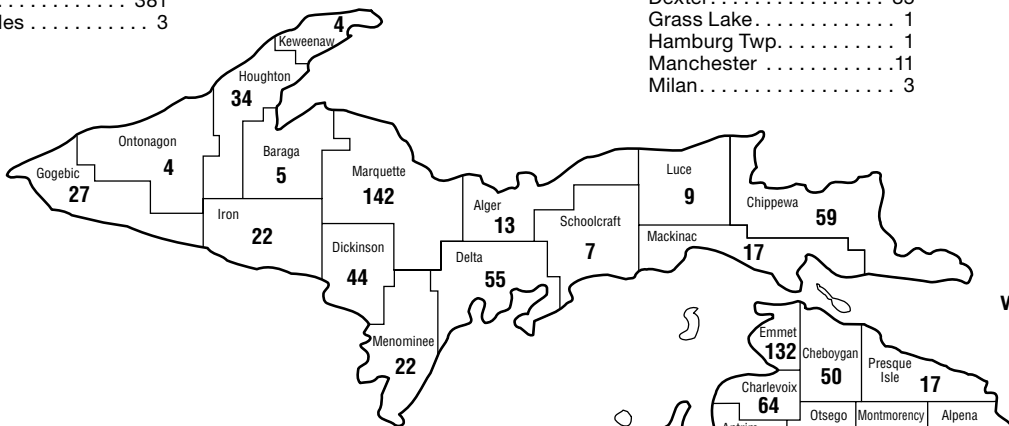 381
les . . . . . . . . . . . 3
Dexter
Grass Lake . . . . . . . . . . . . . 1
Hamburg Twp. . . . . . . . . . . 1
Manchester . . . . . . . . . . . .11
Milan . . . . . . . . . . . . . . . . . . 3
4
Keweenaw
Houghton
34
Ontonagon
4
Baraga
5
Gogebic
27
Marquette
142
Iron
22
Dickinson
44
Menominee
22
Alger
13
Delta
55
Schoolcraft
7
Luce
9
Mackinac
17
Chippewa
59
Emmet
132
Cheboygan
50
Presque
Isle
17
Charlevoix
64
Otsego
Montmorency
Alpena